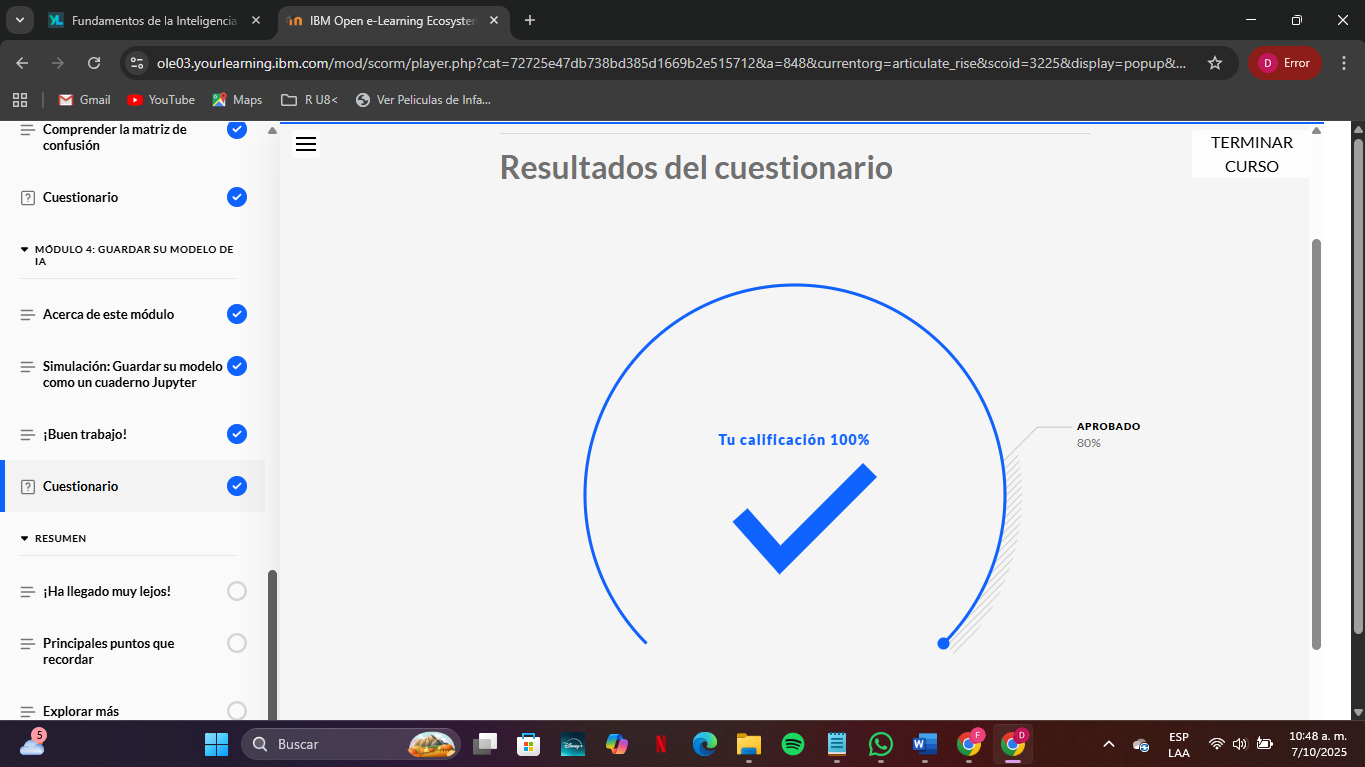 Fundamentos de la Inteligencia
IBM Open e-Learning Ecosystem
ole03.yourlearning.ibm.com/mod/scorm/player.php?cat=72725e47db738bd385d1669b2e515712&a=848&currentorg=articulate_rise&scoid=3225&display=popup&...
D
Error
Gmail
YouTube
Maps
R U8<
Ver Peliculas de Infa...
Comprender la matriz de
confusión
Cuestionario
MÓDULO 4: GUARDAR SU MODELO DE
IA
Acerca de este módulo
Simulación: Guardar su modelo
como un cuaderno Jupyter
¡Buen trabajo!
Cuestionario
RESUMEN
¡Ha llegado muy lejos!
Principales puntos que
recordar
Explorar más
TERMINAR
CURSO
Resultados del cuestionario
Tu calificación 100%
APROBADO
80%
5
Buscar
Disney+
N
W
F
D
ESP
LAA
10:48 a. m.
7/10/2025